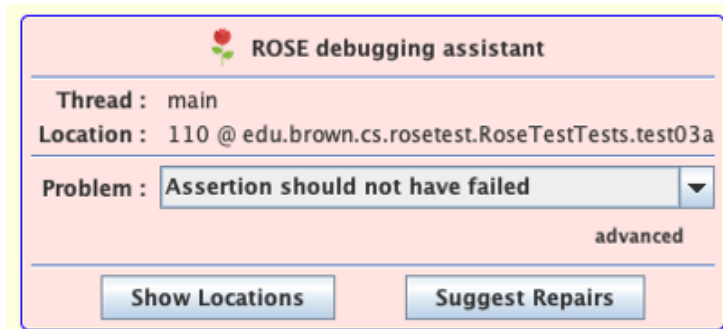 ROSE debugging assistant
Thread : main
Location : 110 @ edu.brown.cs.rosetest.RoseTestTests.test03a
Problem : Assertion should not have failed
advanced
Show Locations Suggest Repairs